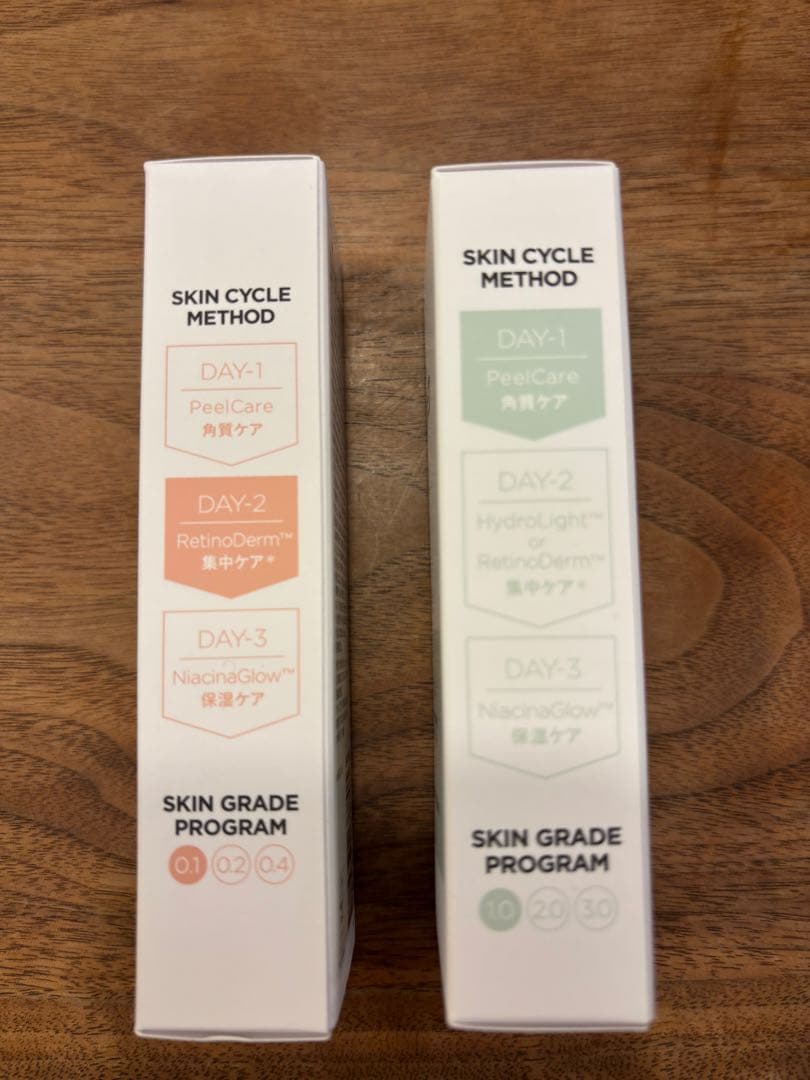 SKIN CYCLE
METHOD
DAY-1
PeelCare
角質ケア
DAY-2
RetinoDerm™
集中ケア*
DAY-3
NiacinaGlow™
保湿ケア
SKIN GRADE
PROGRAM
0.1 0.2 0.4
SKIN CYCLE
METHOD
DAY-1
PeelCare
角質ケア
DAY-2
HydroLight™
or
RetinoDerm™
集中ケア*
DAY-3
NiacinaGlow™
保湿ケア
SKIN GRADE
PROGRAM
1.0 2.0 3.0